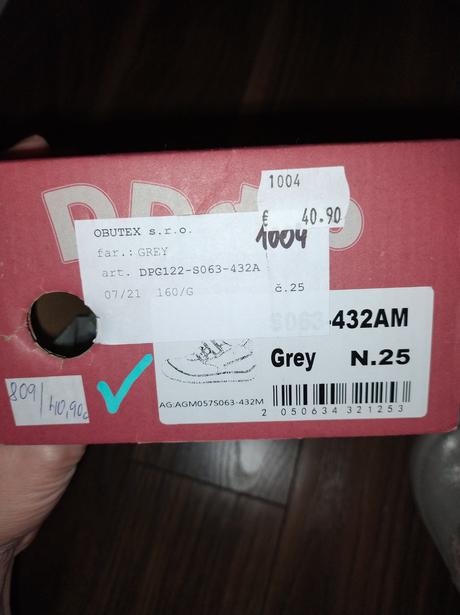 1004
€ 40.90
1004
OBUTEX s.r.o.
far.: GREY
art. DPG122-S063-432A
07/21 160/G
č.25
S063-432AM
Grey N.25
AG:AGM057S063-432M
2 050634 321253
809/40,90€